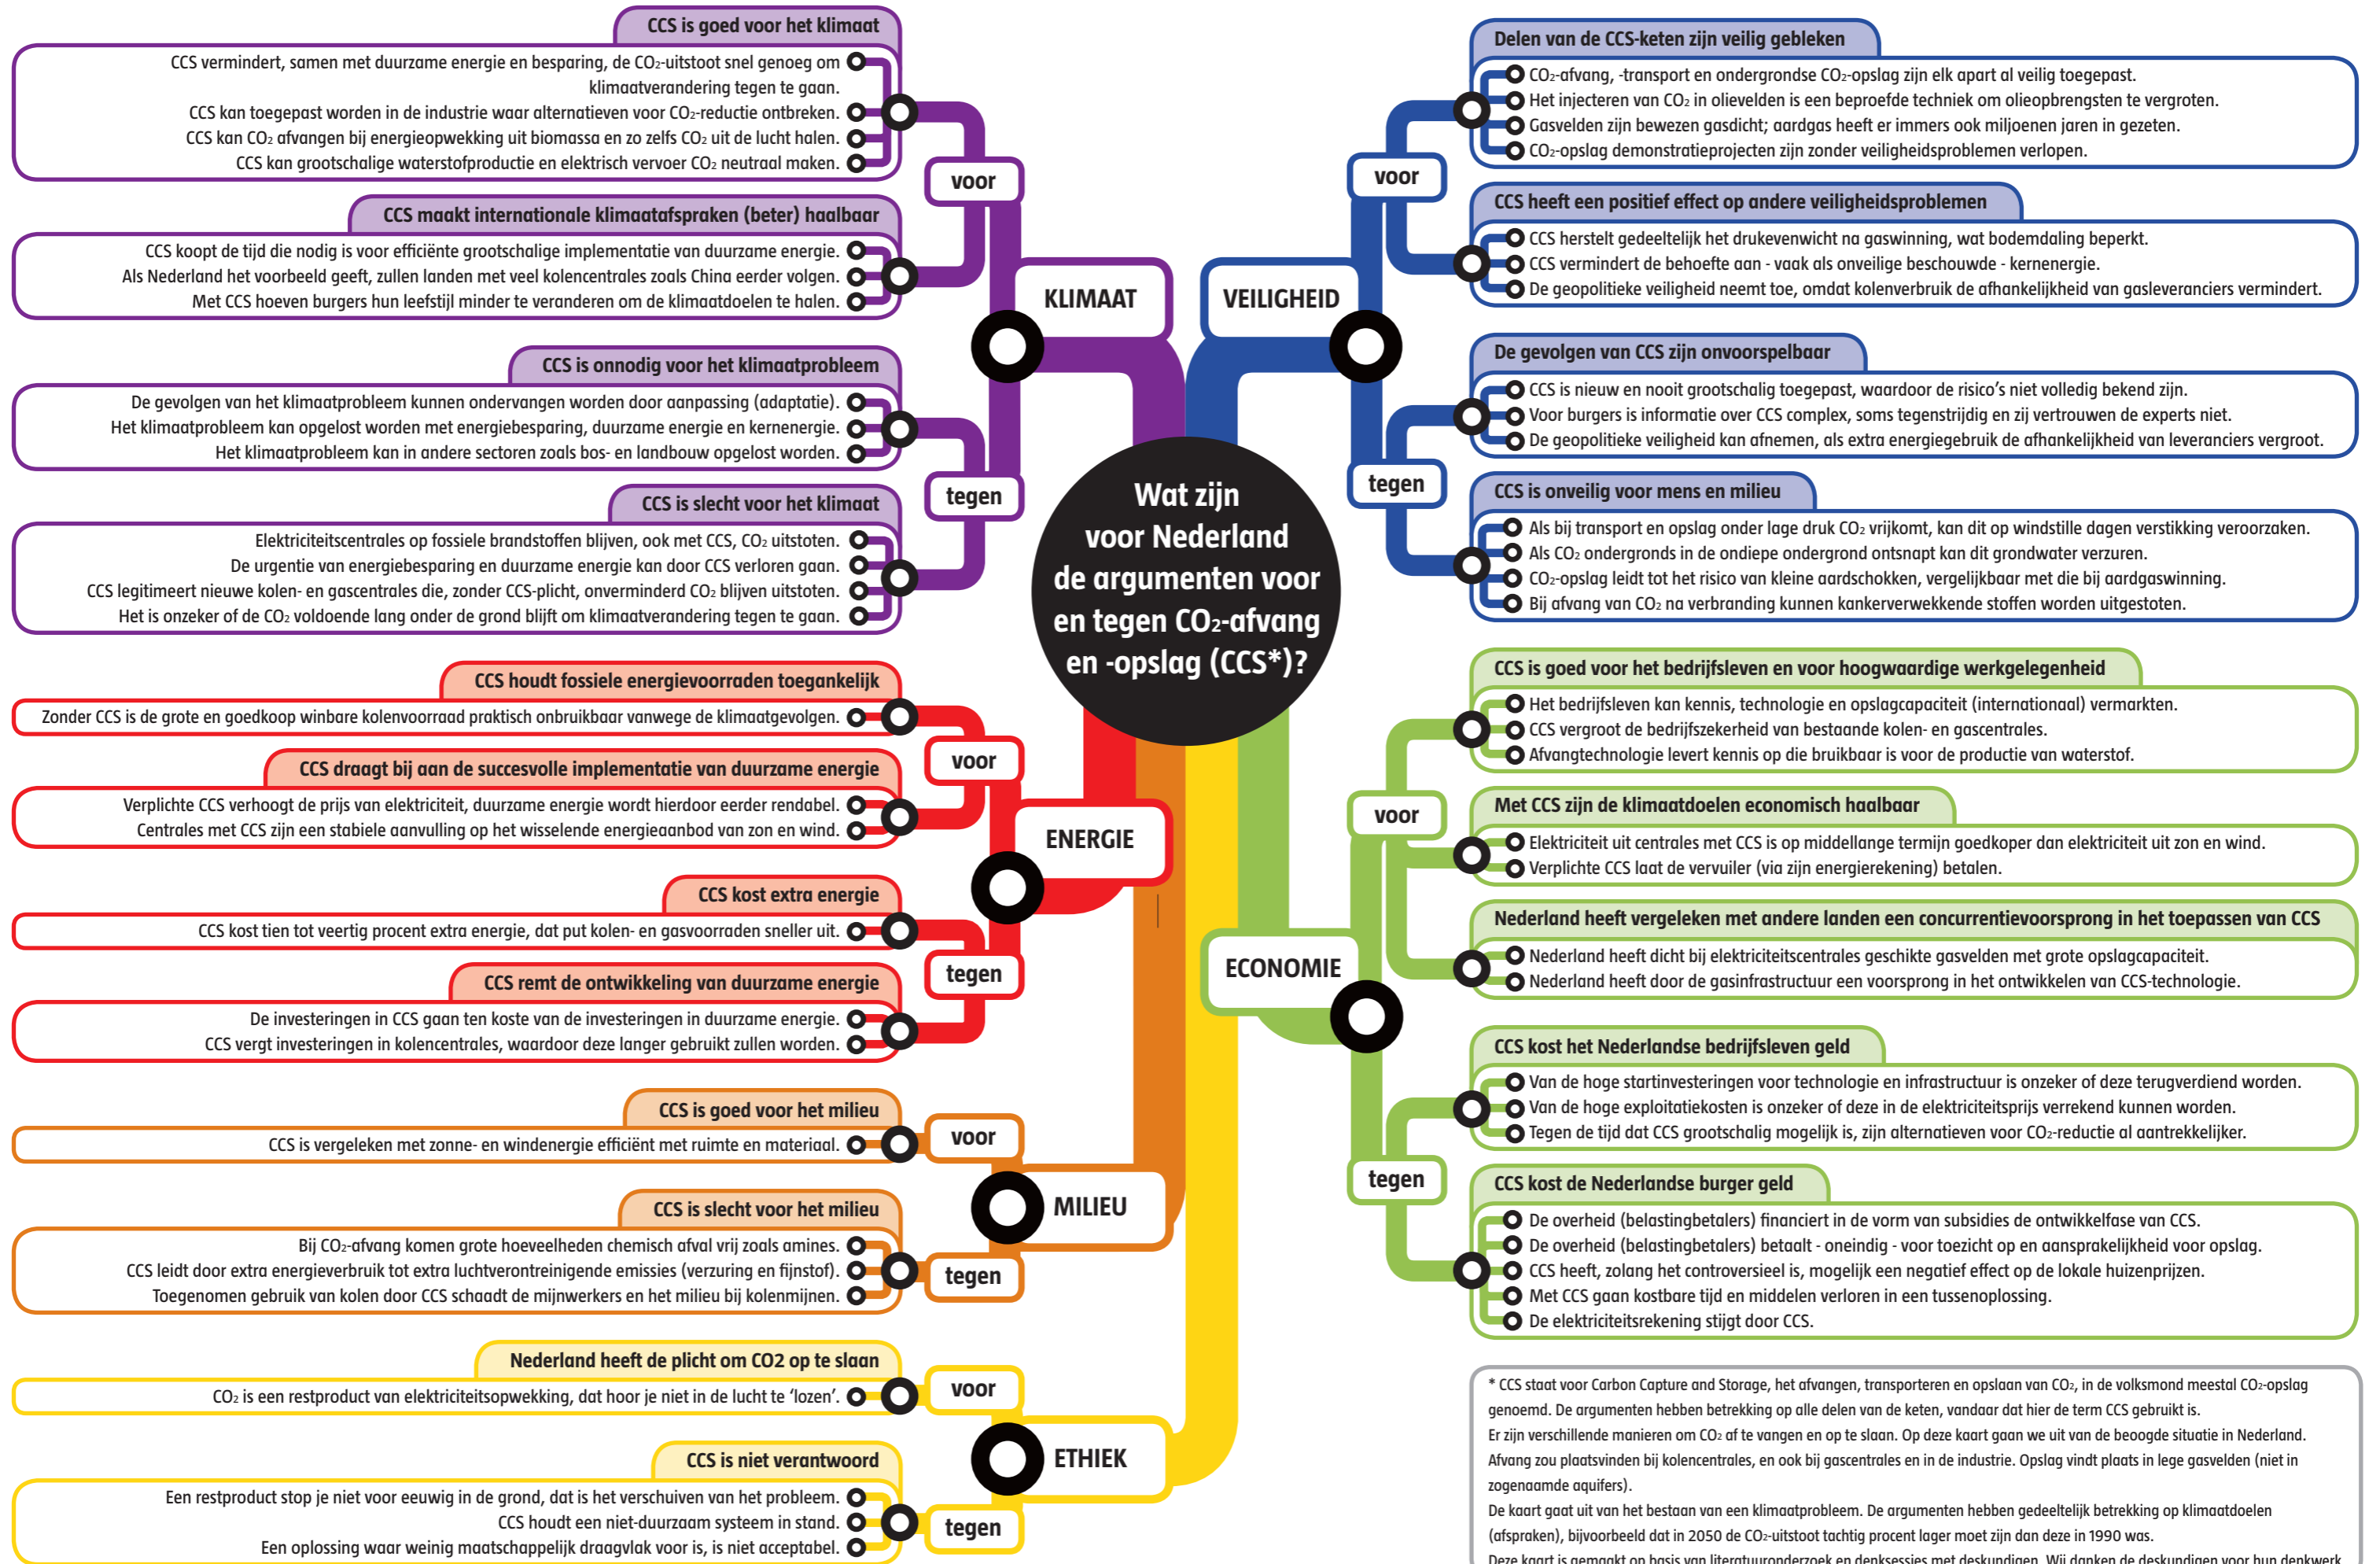 Wat zijn
voor Nederland
de argumenten voor
en tegen CO₂-afvang
en -opslag (CCS*)?
KLIMAAT
voor
CCS is goed voor het klimaat
CCS vermindert, samen met duurzame energie en besparing, de CO₂-uitstoot snel genoeg om
klimaatverandering tegen te gaan.
CCS kan toegepast worden in de industrie waar alternatieven voor CO₂-reductie ontbreken.
CCS kan CO₂ afvangen bij energieopwekking uit biomassa en zo zelfs CO₂ uit de lucht halen.
CCS kan grootschalige waterstofproductie en elektrisch vervoer CO₂ neutraal maken.
CCS maakt internationale klimaatafspraken (beter) haalbaar
CCS koopt de tijd die nodig is voor efficiënte grootschalige implementatie van duurzame energie.
Als Nederland het voorbeeld geeft, zullen landen met veel kolencentrales zoals China eerder volgen.
Met CCS hoeven burgers hun leefstijl minder te veranderen om de klimaatdoelen te halen.
tegen
CCS is onnodig voor het klimaatprobleem
De gevolgen van het klimaatprobleem kunnen ondervangen worden door aanpassing (adaptatie).
Het klimaatprobleem kan opgelost worden met energiebesparing, duurzame energie en kernenergie.
Het klimaatprobleem kan in andere sectoren zoals bos- en landbouw opgelost worden.
CCS is slecht voor het klimaat
Elektriciteitscentrales op fossiele brandstoffen blijven, ook met CCS, CO₂ uitstoten.
De urgentie van energiebesparing en duurzame energie kan door CCS verloren gaan.
CCS legitimeert nieuwe kolen- en gascentrales die, zonder CCS-plicht, onverminderd CO₂ blijven uitstoten.
Het is onzeker of de CO₂ voldoende lang onder de grond blijft om klimaatverandering tegen te gaan.
ENERGIE
voor
CCS houdt fossiele energievoorraden toegankelijk
Zonder CCS is de grote en goedkoop winbare kolenvoorraad praktisch onbruikbaar vanwege de klimaatgevolgen.
CCS draagt bij aan de succesvolle implementatie van duurzame energie
Verplichte CCS verhoogt de prijs van elektriciteit, duurzame energie wordt hierdoor eerder rendabel.
Centrales met CCS zijn een stabiele aanvulling op het wisselende energieaanbod van zon en wind.
tegen
CCS kost extra energie
CCS kost tien tot veertig procent extra energie, dat put kolen- en gasvoorraden sneller uit.
CCS remt de ontwikkeling van duurzame energie
De investeringen in CCS gaan ten koste van de investeringen in duurzame energie.
CCS vergt investeringen in kolencentrales, waardoor deze langer gebruikt zullen worden.
MILIEU
voor
CCS is goed voor het milieu
CCS is vergeleken met zonne- en windenergie efficiënt met ruimte en materiaal.
tegen
CCS is slecht voor het milieu
Bij CO₂-afvang komen grote hoeveelheden chemisch afval vrij zoals amines.
CCS leidt door extra energieverbruik tot extra luchtverontreinigende emissies (verzuring en fijnstof).
Toegenomen gebruik van kolen door CCS schaadt de mijnwerkers en het milieu bij kolenmijnen.
ETHIEK
voor
Nederland heeft de plicht om CO2 op te slaan
CO₂ is een restproduct van elektriciteitsopwekking, dat hoor je niet in de lucht te ‘lozen’.
tegen
CCS is niet verantwoord
Een restproduct stop je niet voor eeuwig in de grond, dat is het verschuiven van het probleem.
CCS houdt een niet-duurzaam systeem in stand.
Een oplossing waar weinig maatschappelijk draagvlak voor is, is niet acceptabel.
VEILIGHEID
voor
Delen van de CCS-keten zijn veilig gebleken
CO₂-afvang, -transport en ondergrondse CO₂-opslag zijn elk apart al veilig toegepast.
Het injecteren van CO₂ in olievelden is een beproefde techniek om olieopbrengsten te vergroten.
Gasvelden zijn bewezen gasdicht; aardgas heeft er immers ook miljoenen jaren in gezeten.
CO₂-opslag demonstratieprojecten zijn zonder veiligheidsproblemen verlopen.
CCS heeft een positief effect op andere veiligheidsproblemen
CCS herstelt gedeeltelijk het drukevenwicht na gaswinning, wat bodemdaling beperkt.
CCS vermindert de behoefte aan - vaak als onveilige beschouwde - kernenergie.
De geopolitieke veiligheid neemt toe, omdat kolenverbruik de afhankelijkheid van gasleveranciers vermindert.
tegen
De gevolgen van CCS zijn onvoorspelbaar
CCS is nieuw en nooit grootschalig toegepast, waardoor de risico’s niet volledig bekend zijn.
Voor burgers is informatie over CCS complex, soms tegenstrijdig en zij vertrouwen de experts niet.
De geopolitieke veiligheid kan afnemen, als extra energiegebruik de afhankelijkheid van leveranciers vergroot.
CCS is onveilig voor mens en milieu
Als bij transport en opslag onder lage druk CO₂ vrijkomt, kan dit op windstille dagen verstikking veroorzaken.
Als CO₂ ondergronds in de ondiepe ondergrond ontsnapt kan dit grondwater verzuren.
CO₂-opslag leidt tot het risico van kleine aardschokken, vergelijkbaar met die bij aardgaswinning.
Bij afvang van CO₂ na verbranding kunnen kankerverwekkende stoffen worden uitgestoten.
ECONOMIE
voor
CCS is goed voor het bedrijfsleven en voor hoogwaardige werkgelegenheid
Het bedrijfsleven kan kennis, technologie en opslagcapaciteit (internationaal) vermarkten.
CCS vergroot de bedrijfszekerheid van bestaande kolen- en gascentrales.
Afvangtechnologie levert kennis op die bruikbaar is voor de productie van waterstof.
Met CCS zijn de klimaatdoelen economisch haalbaar
Elektriciteit uit centrales met CCS is op middellange termijn goedkoper dan elektriciteit uit zon en wind.
Verplichte CCS laat de vervuiler (via zijn energierekening) betalen.
Nederland heeft vergeleken met andere landen een concurrentievoorsprong in het toepassen van CCS
Nederland heeft dicht bij elektriciteitscentrales geschikte gasvelden met grote opslagcapaciteit.
Nederland heeft door de gasinfrastructuur een voorsprong in het ontwikkelen van CCS-technologie.
tegen
CCS kost het Nederlandse bedrijfsleven geld
Van de hoge startinvesteringen voor technologie en infrastructuur is onzeker of deze terugverdiend worden.
Van de hoge exploitatiekosten is onzeker of deze in de elektriciteitsprijs verrekend kunnen worden.
Tegen de tijd dat CCS grootschalig mogelijk is, zijn alternatieven voor CO₂-reductie al aantrekkelijker.
CCS kost de Nederlandse burger geld
De overheid (belastingbetalers) financiert in de vorm van subsidies de ontwikkelfase van CCS.
De overheid (belastingbetalers) betaalt - oneindig - voor toezicht op en aansprakelijkheid voor opslag.
CCS heeft, zolang het controversieel is, mogelijk een negatief effect op de lokale huizenprijzen.
Met CCS gaan kostbare tijd en middelen verloren in een tussenoplossing.
De elektriciteitsrekening stijgt door CCS.
* CCS staat voor Carbon Capture and Storage, het afvangen, transporteren en opslaan van CO₂, in de volksmond meestal CO₂-opslag
genoemd. De argumenten hebben betrekking op alle delen van de keten, vandaar dat hier de term CCS gebruikt is.
Er zijn verschillende manieren om CO₂ af te vangen en op te slaan. Op deze kaart gaan we uit van de beoogde situatie in Nederland.
Afvang zou plaatsvinden bij kolencentrales, en ook bij gascentrales en in de industrie. Opslag vindt plaats in lege gasvelden (niet in
zogenaamde aquifers).
De kaart gaat uit van het bestaan van een klimaatprobleem. De argumenten hebben gedeeltelijk betrekking op klimaatdoelen
(afspraken), bijvoorbeeld dat in 2050 de CO₂-uitstoot tachtig procent lager moet zijn dan deze in 1990 was.
Deze kaart is gemaakt op basis van literatuuronderzoek en denksessies met deskundigen. Wij danken de deskundigen voor hun denkwerk